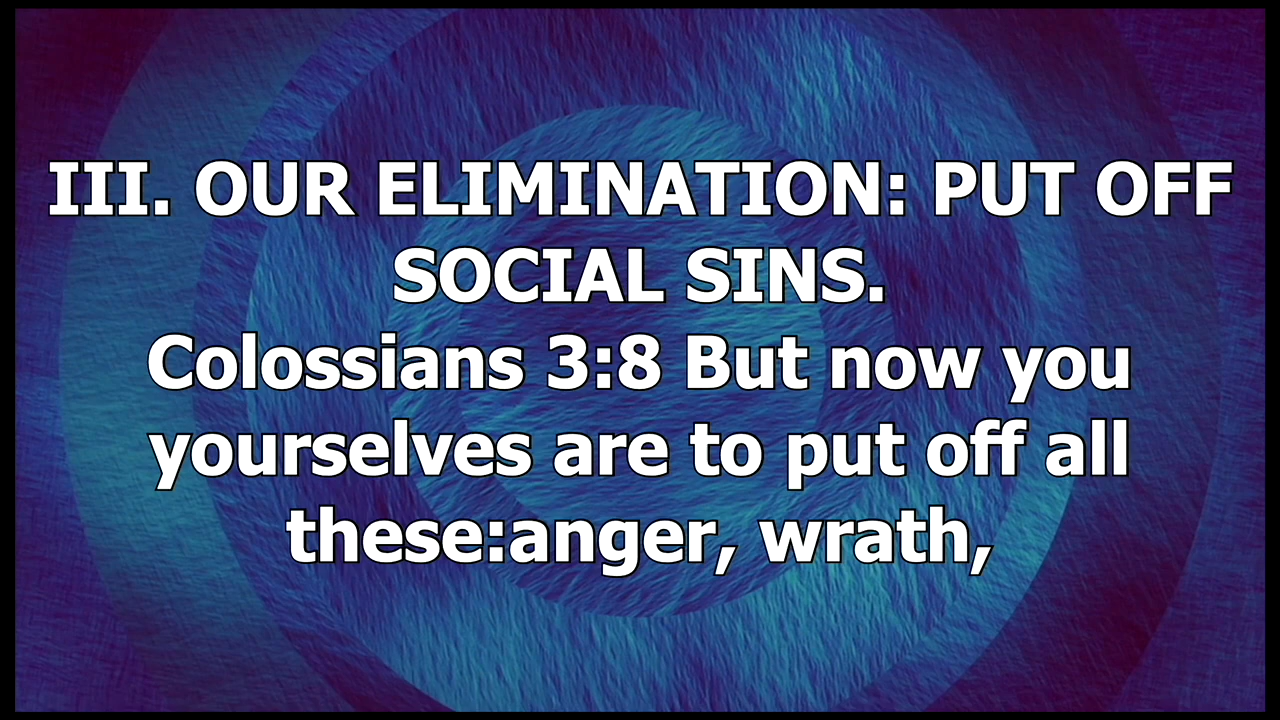 III. OUR ELIMINATION: PUT OFF
SOCIAL SINS.
Colossians 3:8 But now you
yourselves are to put off all
these:anger, wrath,